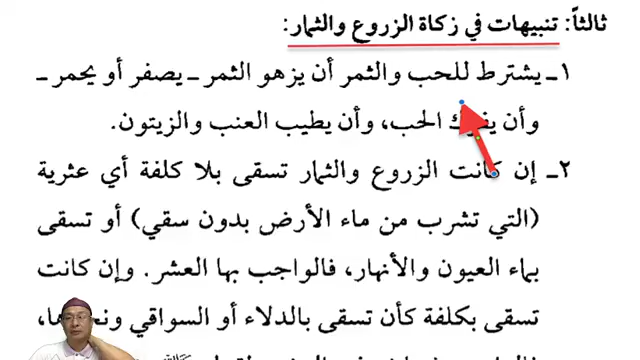 ثالثاً: تنبيهات في زكاة الزروع والثمار:
١ـ يشترط للحب والثمر أن يزهو الثمر ـ يصفر أو يحمر ـ
وأن يفرك الحب، وأن يطيب العنب والزيتون.
٢ـ إن كانت الزروع والثمار تسقى بلا كلفة أي عثرية
(التي تشرب من ماء الأرض بدون سقي) أو تسقى
بماء العيون والأنهار، فالواجب بها العشر. وإن كانت
تسقى بكلفة كأن تسقى بالدلاء أو السواقي